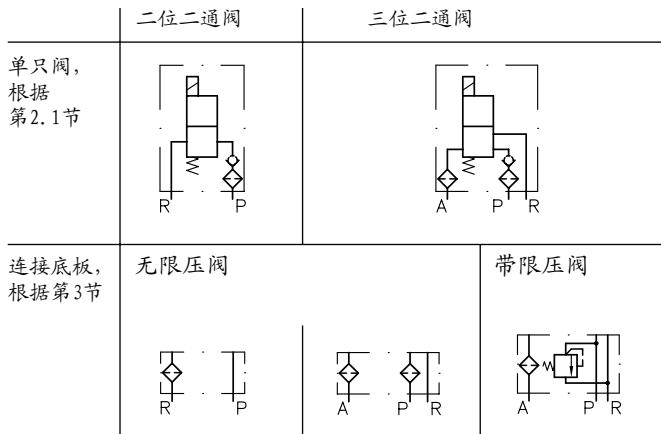 二位二通阀
三位二通阀
单只阀,
根据
第2.1节
R P
A P R
连接底板,
根据第3节
无限压阀
带限压阀
R P
A P R
A P R